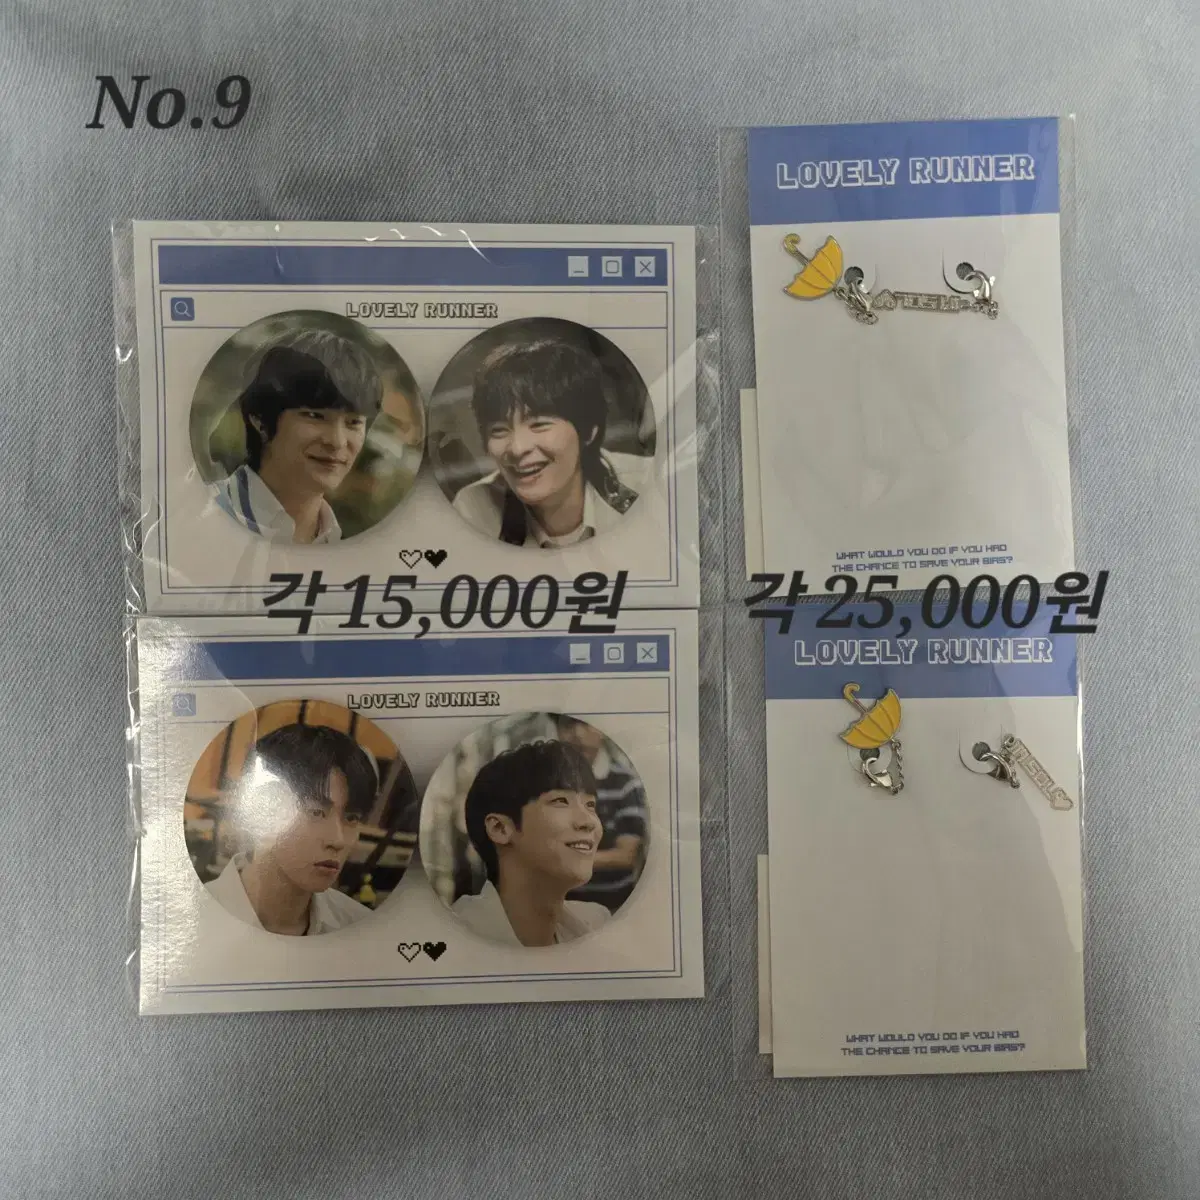 No.9
LOVELY RUNNER
LOVELY RUNNER
WHAT WOULD YOU DO IF YOU HAD
THE CHANCE TO SAVE YOUR BIAS?
각 15,000원
각 25,000원
LOVELY RUNNER
LOVELY RUNNER
WHAT WOULD YOU DO IF YOU HAD
THE CHANCE TO SAVE YOUR BIAS?